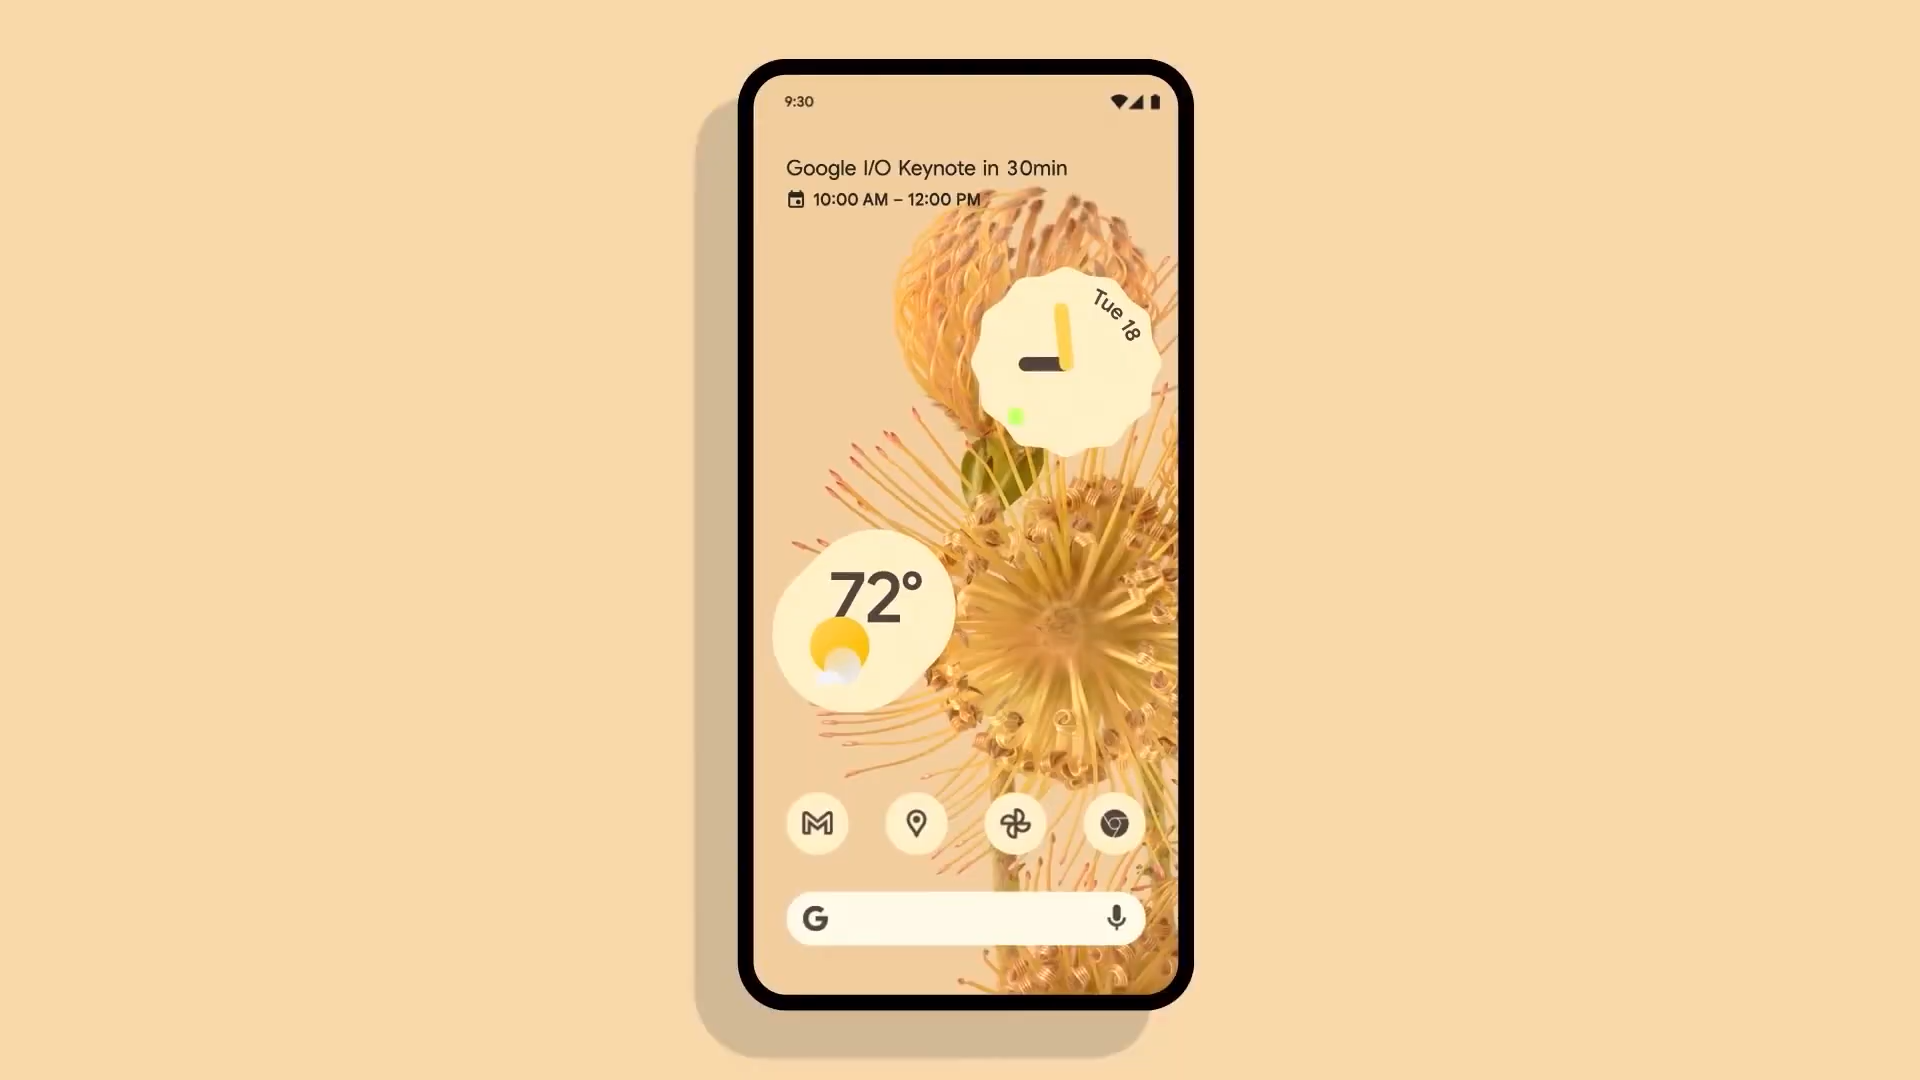 9:30
Google I/O Keynote in 30min
10:00 AM – 12:00 PM
Tue 18
72°